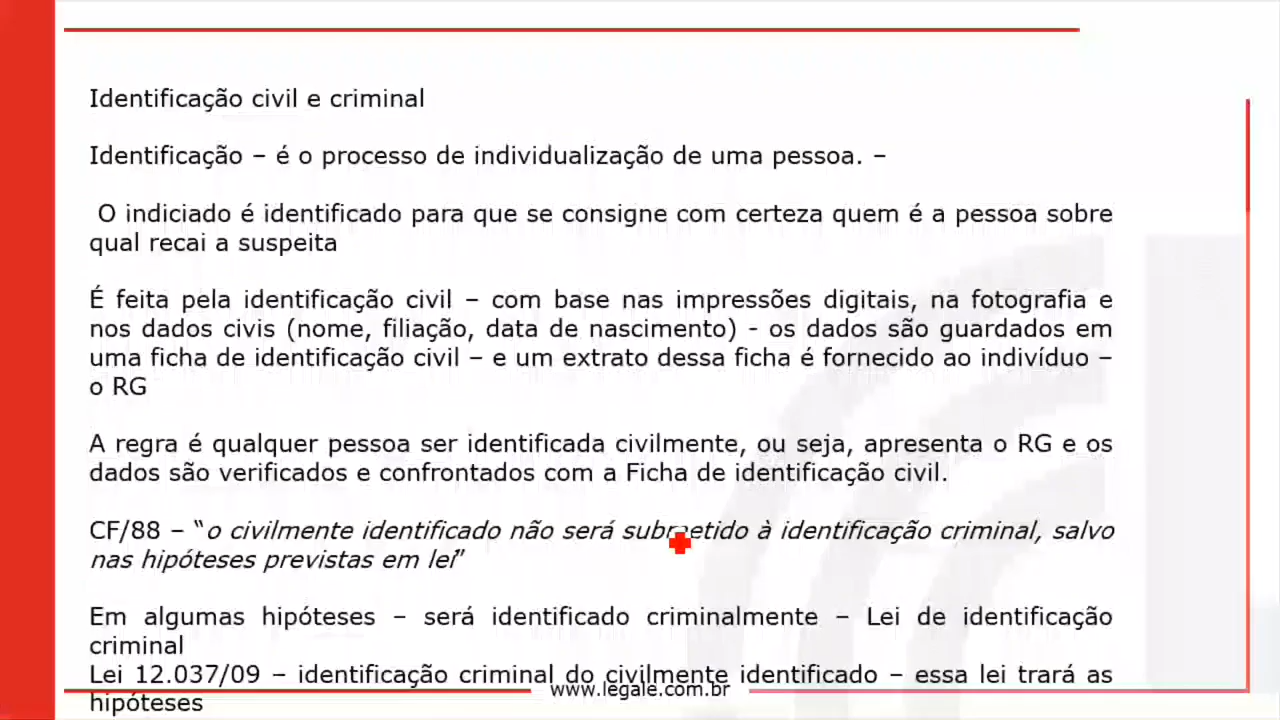 Identificação civil e criminal
Identificação – é o processo de individualização de uma pessoa. –
O indiciado é identificado para que se consigne com certeza quem é a pessoa sobre
qual recai a suspeita
É feita pela identificação civil – com base nas impressões digitais, na fotografia e
nos dados civis (nome, filiação, data de nascimento) - os dados são guardados em
uma ficha de identificação civil – e um extrato dessa ficha é fornecido ao indivíduo –
o RG
A regra é qualquer pessoa ser identificada civilmente, ou seja, apresenta o RG e os
dados são verificados e confrontados com a Ficha de identificação civil.
CF/88 – “o civilmente identificado não será submetido à identificação criminal, salvo
nas hipóteses previstas em lei”
Em algumas hipóteses – será identificado criminalmente – Lei de identificação
criminal
Lei 12.037/09 – identificação criminal do civilmente identificado – essa lei trará as
www.legale.com.br
hipóteses